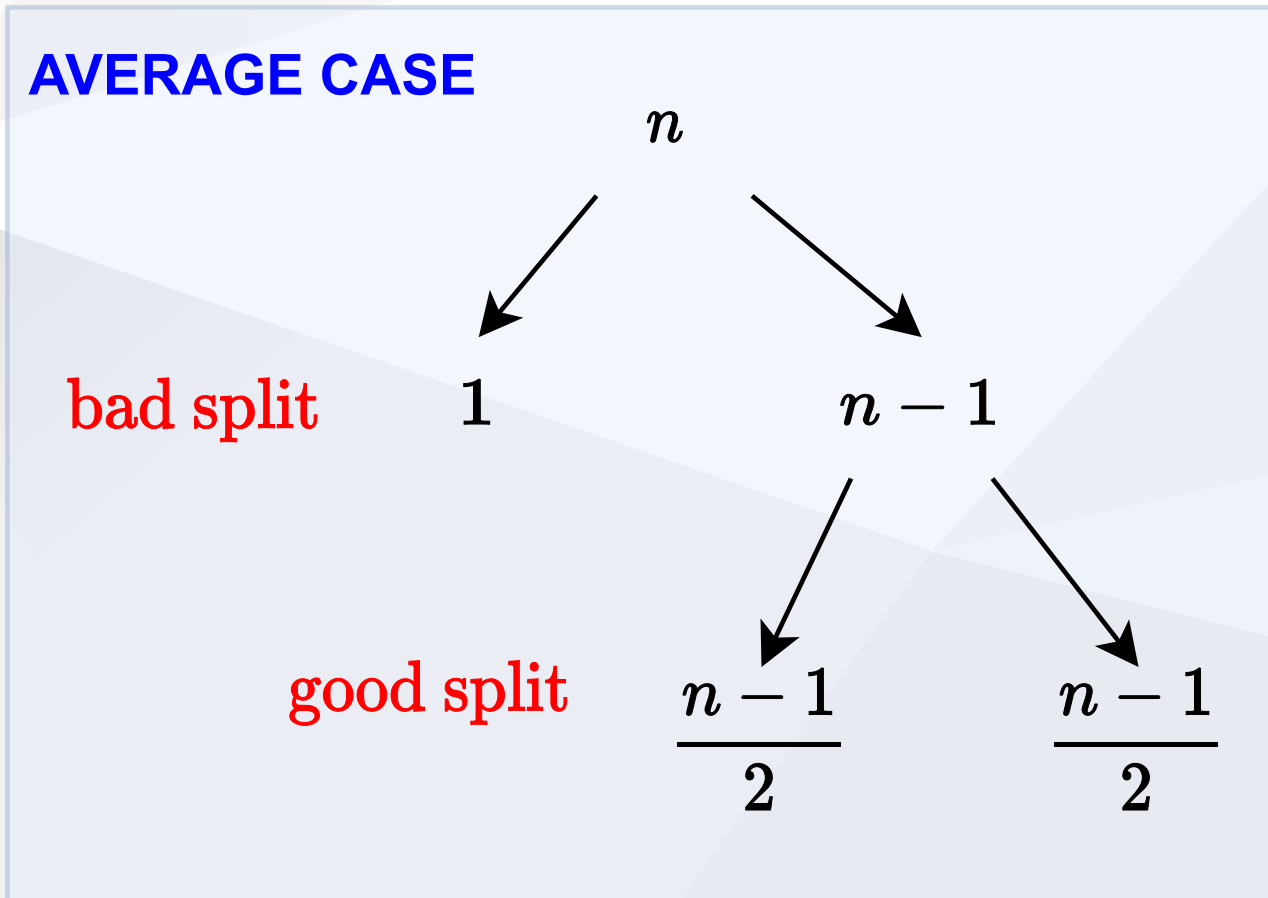 AVERAGE CASE
n
bad split 1 n − 1
good split (n − 1)/2 (n − 1)/2